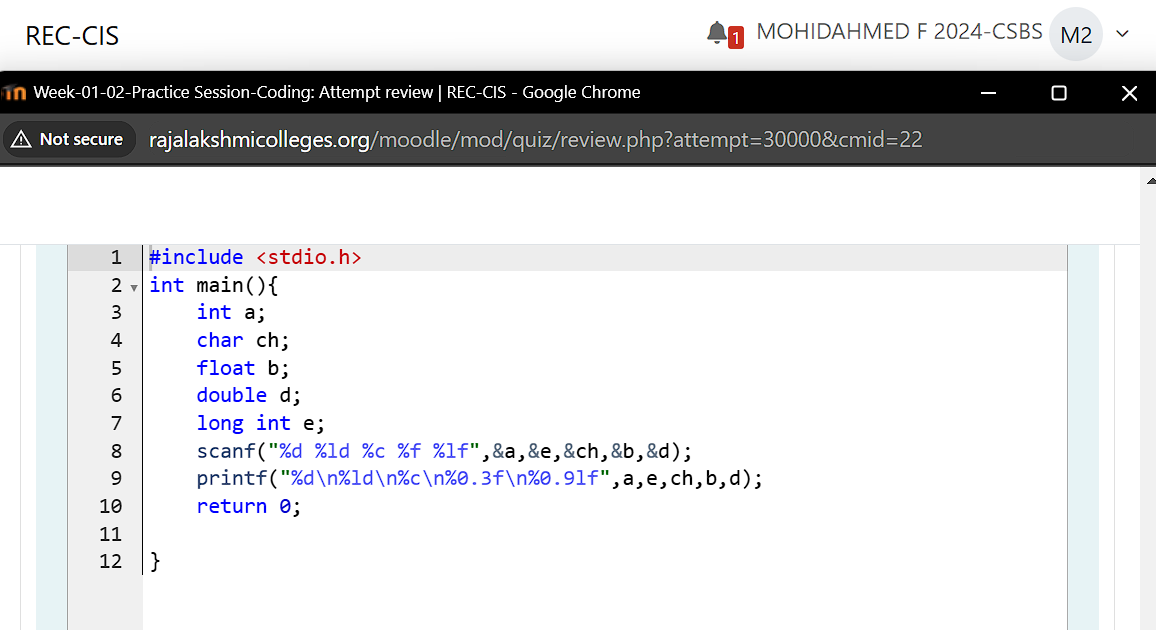 REC-CIS
1 MOHIDAHMED F 2024-CSBS M2
Week-01-02-Practice Session-Coding: Attempt review | REC-CIS - Google Chrome
Not secure rajalakshmicolleges.org/moodle/mod/quiz/review.php?attempt=30000&cmid=22
1 #include <stdio.h>
2 int main(){
3     int a;
4     char ch;
5     float b;
6     double d;
7     long int e;
8     scanf("%d %ld %c %f %lf",&a,&e,&ch,&b,&d);
9     printf("%d\n%ld\n%c\n%0.3f\n%0.9lf",a,e,ch,b,d);
10     return 0;
11
12 }